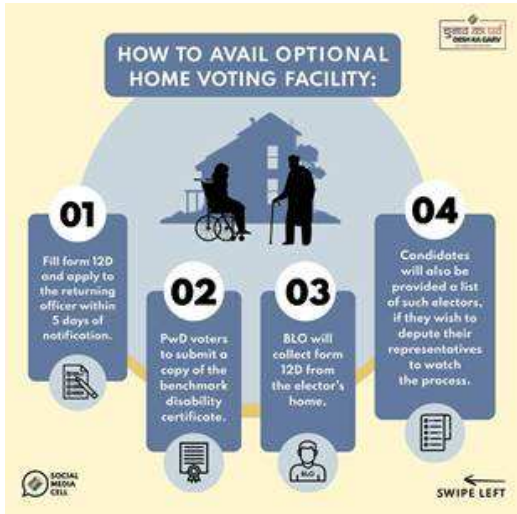 चुनाव का पर्व
DESH KA GARV
HOW TO AVAIL OPTIONAL
HOME VOTING FACILITY:
01
Fill form 12D
and apply to
the returning
officer within
5 days of
notification.
02
PwD voters
to submit a
copy of the
benchmark
disability
certificate.
03
BLO will
collect form
12D from
the elector's
home.
BLO
04
Candidates
will also be
provided a list
of such electors,
if they wish to
depute their
representatives
to watch
the process.
SOCIAL
MEDIA
CELL
SWIPE LEFT